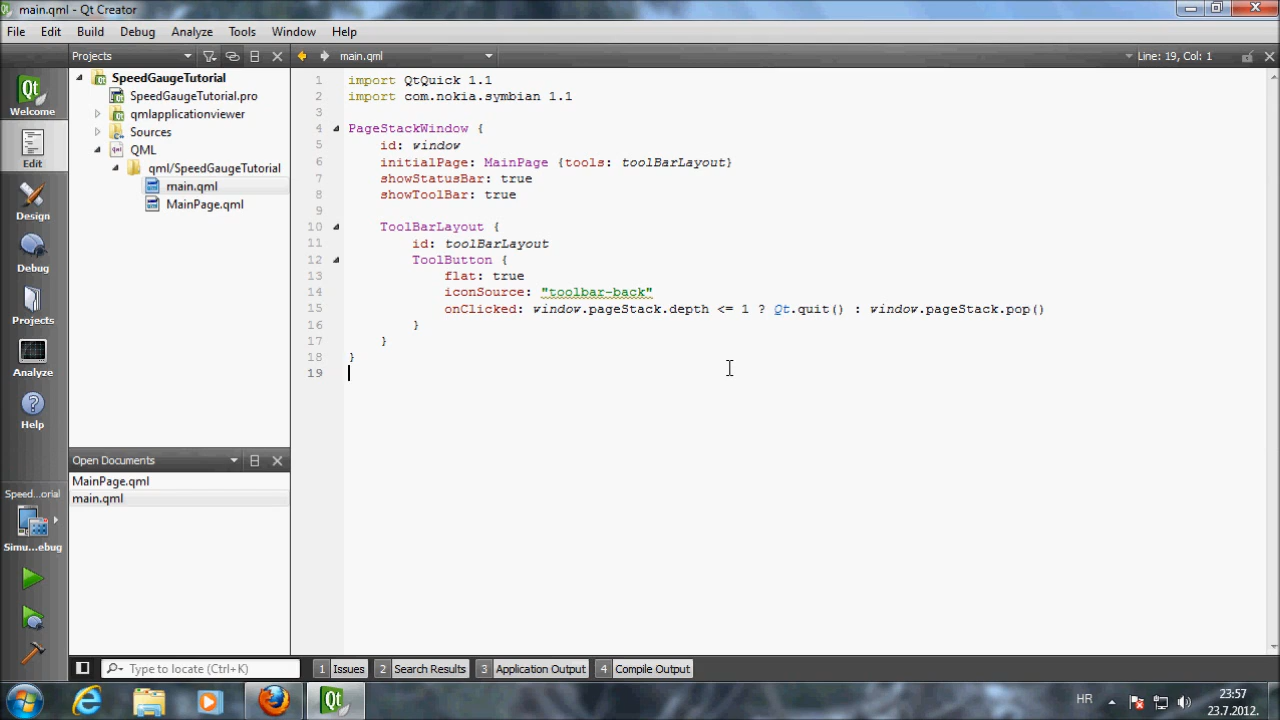 main.qml - Qt Creator
File Edit Build Debug Analyze Tools Window Help
Projects
main.qml
Line: 19, Col: 1
Welcome
Edit
Design
Debug
Projects
Analyze
Help
Speed...orial
Simu...ebug
SpeedGaugeTutorial
SpeedGaugeTutorial.pro
qmlapplicationviewer
Sources
QML
qml/SpeedGaugeTutorial
main.qml
MainPage.qml
Open Documents
MainPage.qml
main.qml
1 import QtQuick 1.1
2 import com.nokia.symbian 1.1
3
4 PageStackWindow {
5 id: window
6 initialPage: MainPage {tools: toolBarLayout}
7 showStatusBar: true
8 showToolBar: true
9
10 ToolBarLayout {
11 id: toolBarLayout
12 ToolButton {
13 flat: true
14 iconSource: "toolbar-back"
15 onClicked: window.pageStack.depth <= 1 ? Qt.quit() : window.pageStack.pop()
16 }
17 }
18 }
19
Type to locate (Ctrl+K)
1 Issues 2 Search Results 3 Application Output 4 Compile Output
HR
23:57
23.7.2012.